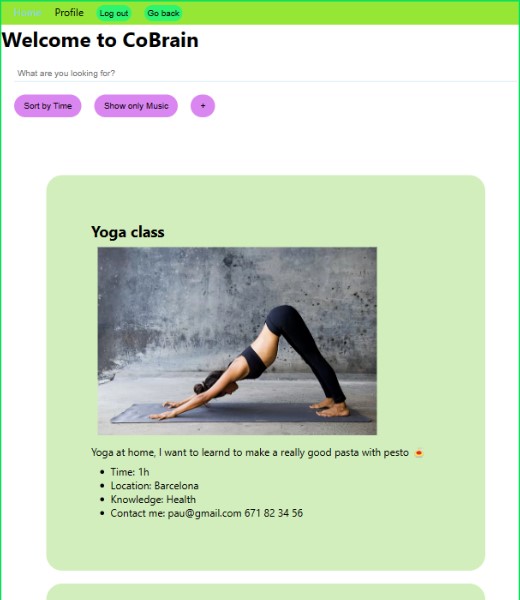 Home Profile Log out Go back
Welcome to CoBrain
What are you looking for?
Sort by Time Show only Music +
Yoga class
Yoga at home, I want to learnd to make a really good pasta with pesto 🍝
Time: 1h
Location: Barcelona
Knowledge: Health
Contact me: pau@gmail.com 671 82 34 56